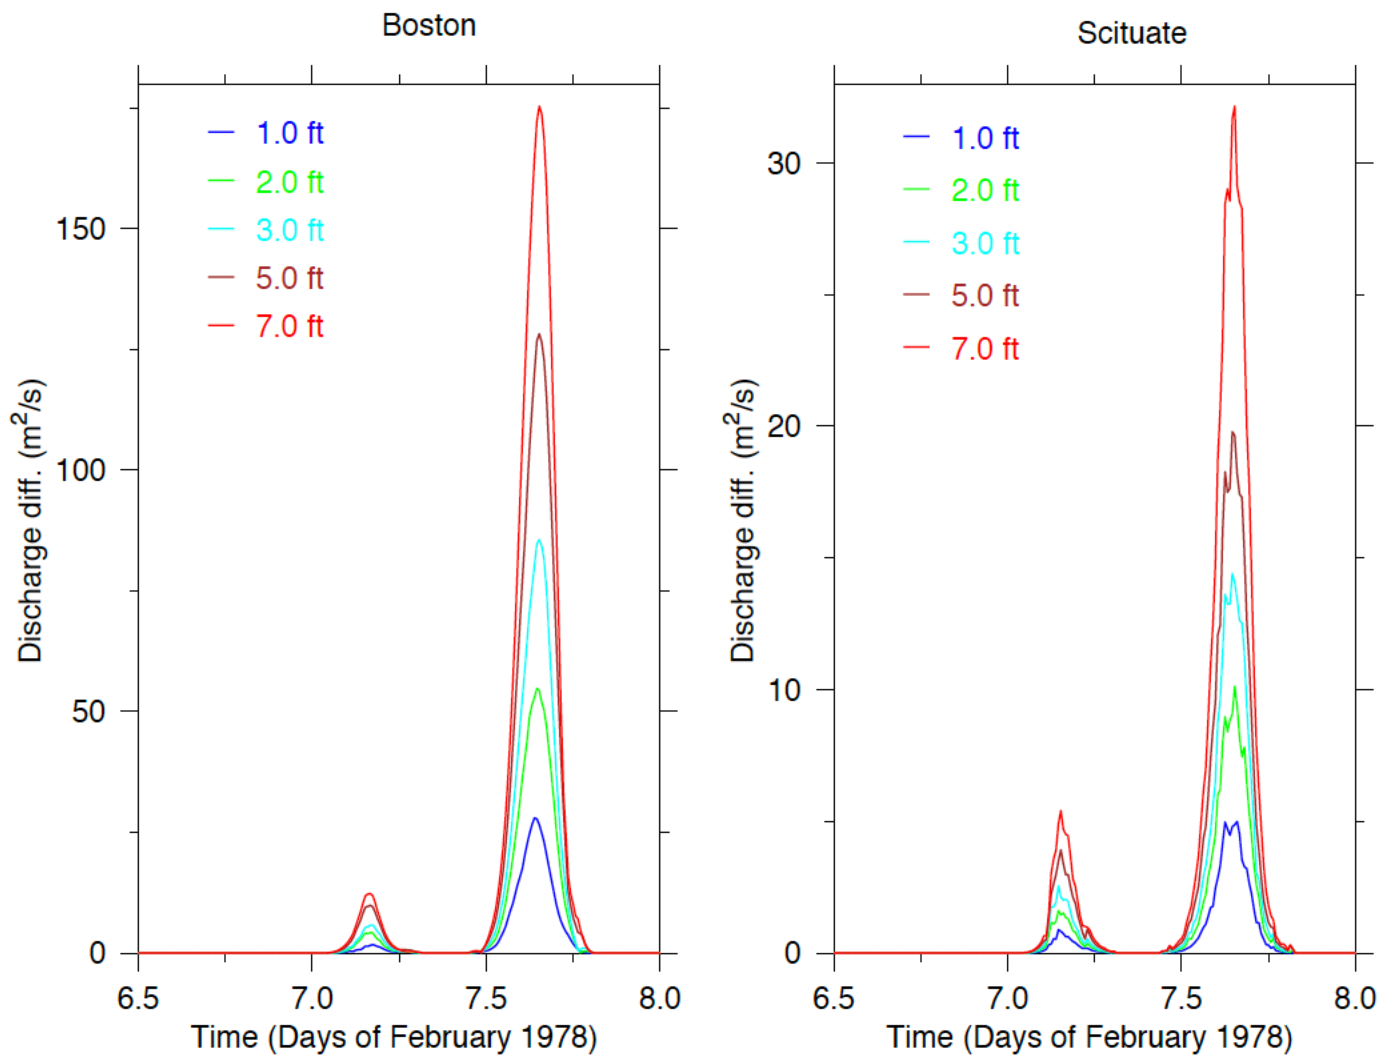 Boston
1.0 ft
2.0 ft
3.0 ft
5.0 ft
7.0 ft
150
100
50
0
6.5 7.0 7.5 8.0
Discharge diff. (m²/s)
Time (Days of February 1978)
Scituate
1.0 ft
2.0 ft
3.0 ft
5.0 ft
7.0 ft
30
20
10
0
6.5 7.0 7.5 8.0
Discharge diff. (m²/s)
Time (Days of February 1978)